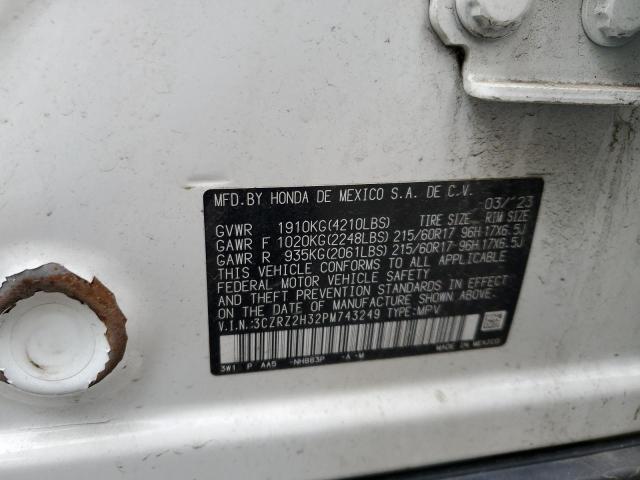 MFD.BY HONDA DE MEXICO S.A. DE C.V. 03/'23
GVWR 1910KG(4210LBS) TIRE SIZE RIM SIZE
GAWR F 1020KG(2248LBS) 215/60R17 96H 17X6.5J
GAWR R 935KG(2061LBS) 215/60R17 96H 17X6.5J
THIS VEHICLE CONFORMS TO ALL APPLICABLE
FEDERAL MOTOR VEHICLE SAFETY
AND THEFT PREVENTION STANDARDS IN EFFECT
ON THE DATE OF MANUFACTURE SHOWN ABOVE.
V.I.N.:3CZRZ2H32PM743249 TYPE:MPV
3W1 P AA5 -NH883P -A-M MADE IN MEXICO